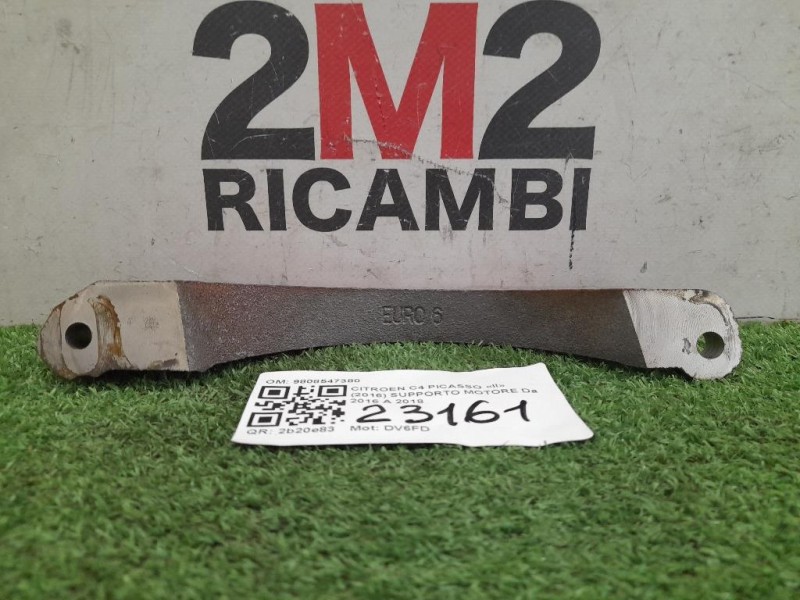 2M2
RICAMBI
EURO 6
OM: 9808547380
CITROEN C4 PICASSO «II»
(2016) SUPPORTO MOTORE Da
2016 A 2018
23161
QR: 2b20e83 Mot: DV6FD